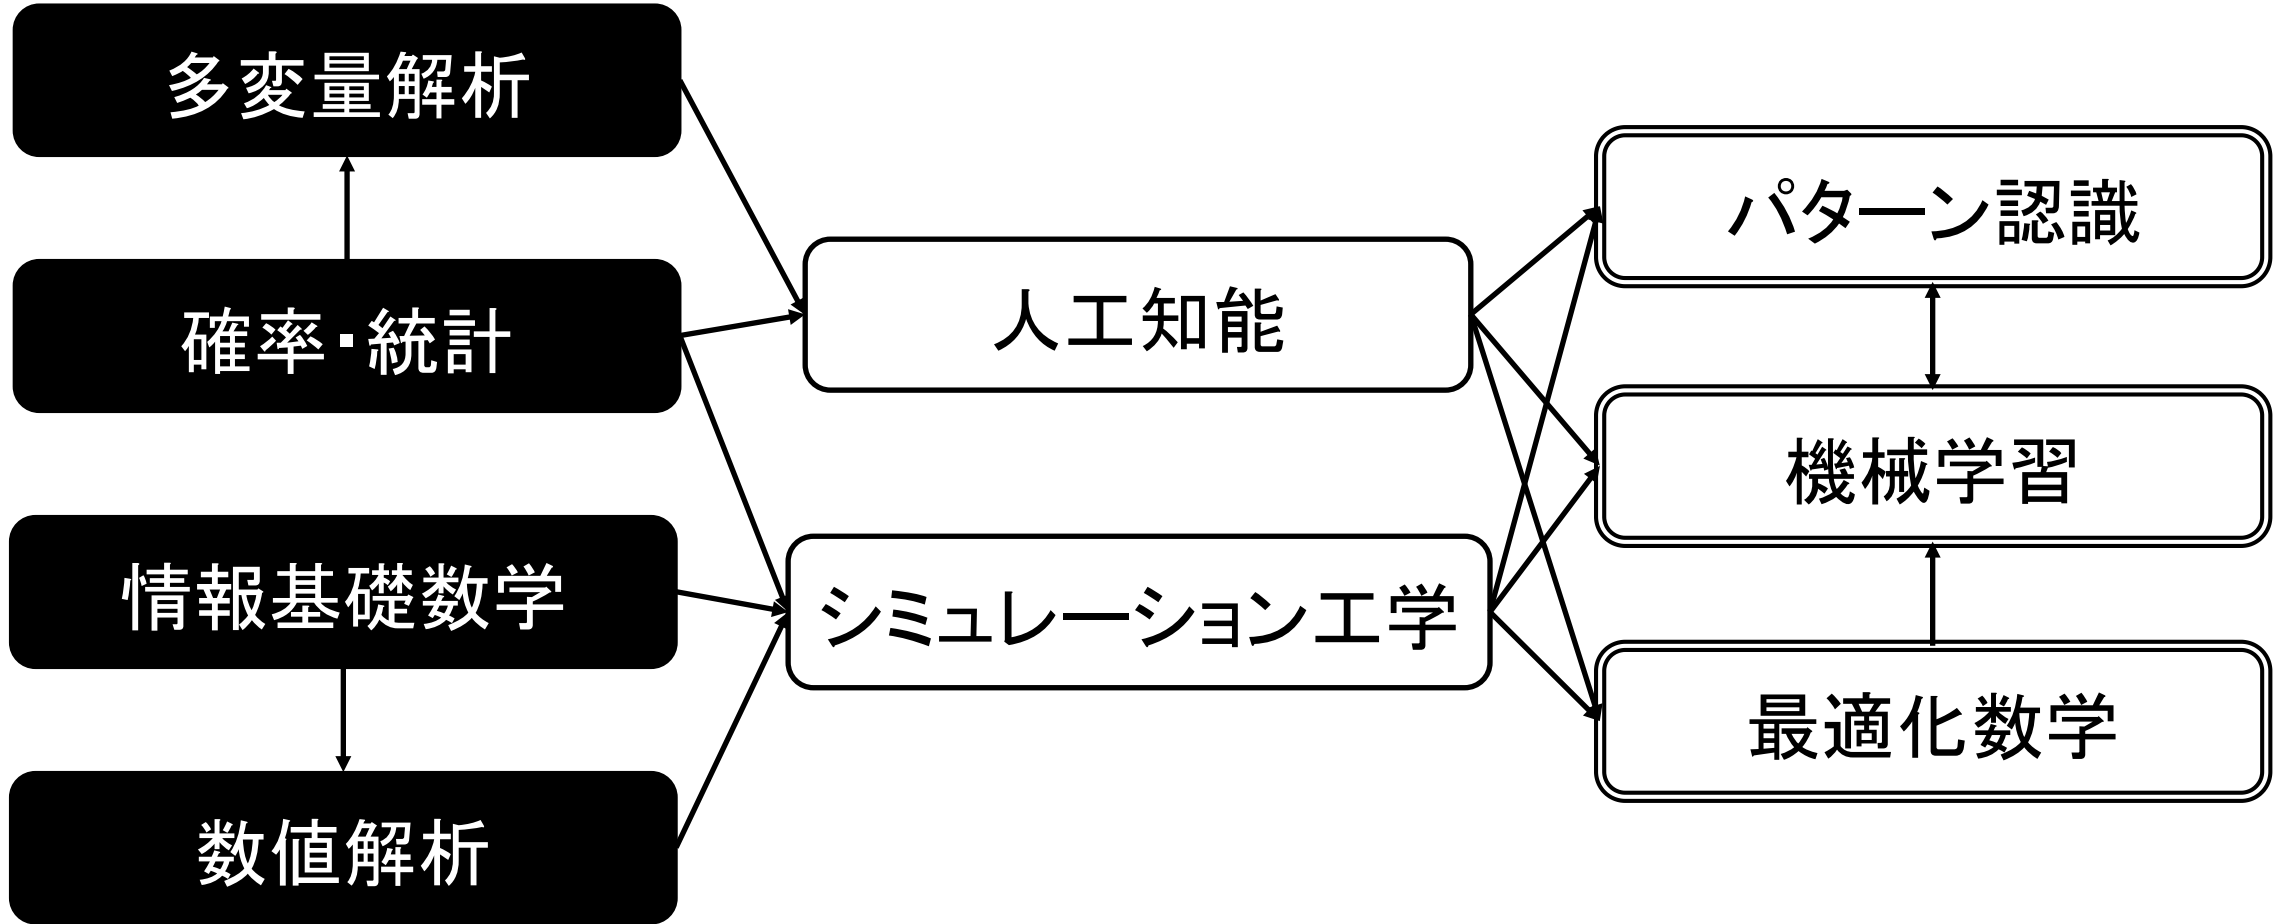 多変量解析
確率・統計
情報基礎数学
数値解析
人工知能
シミュレーション工学
パターン認識
機械学習
最適化数学